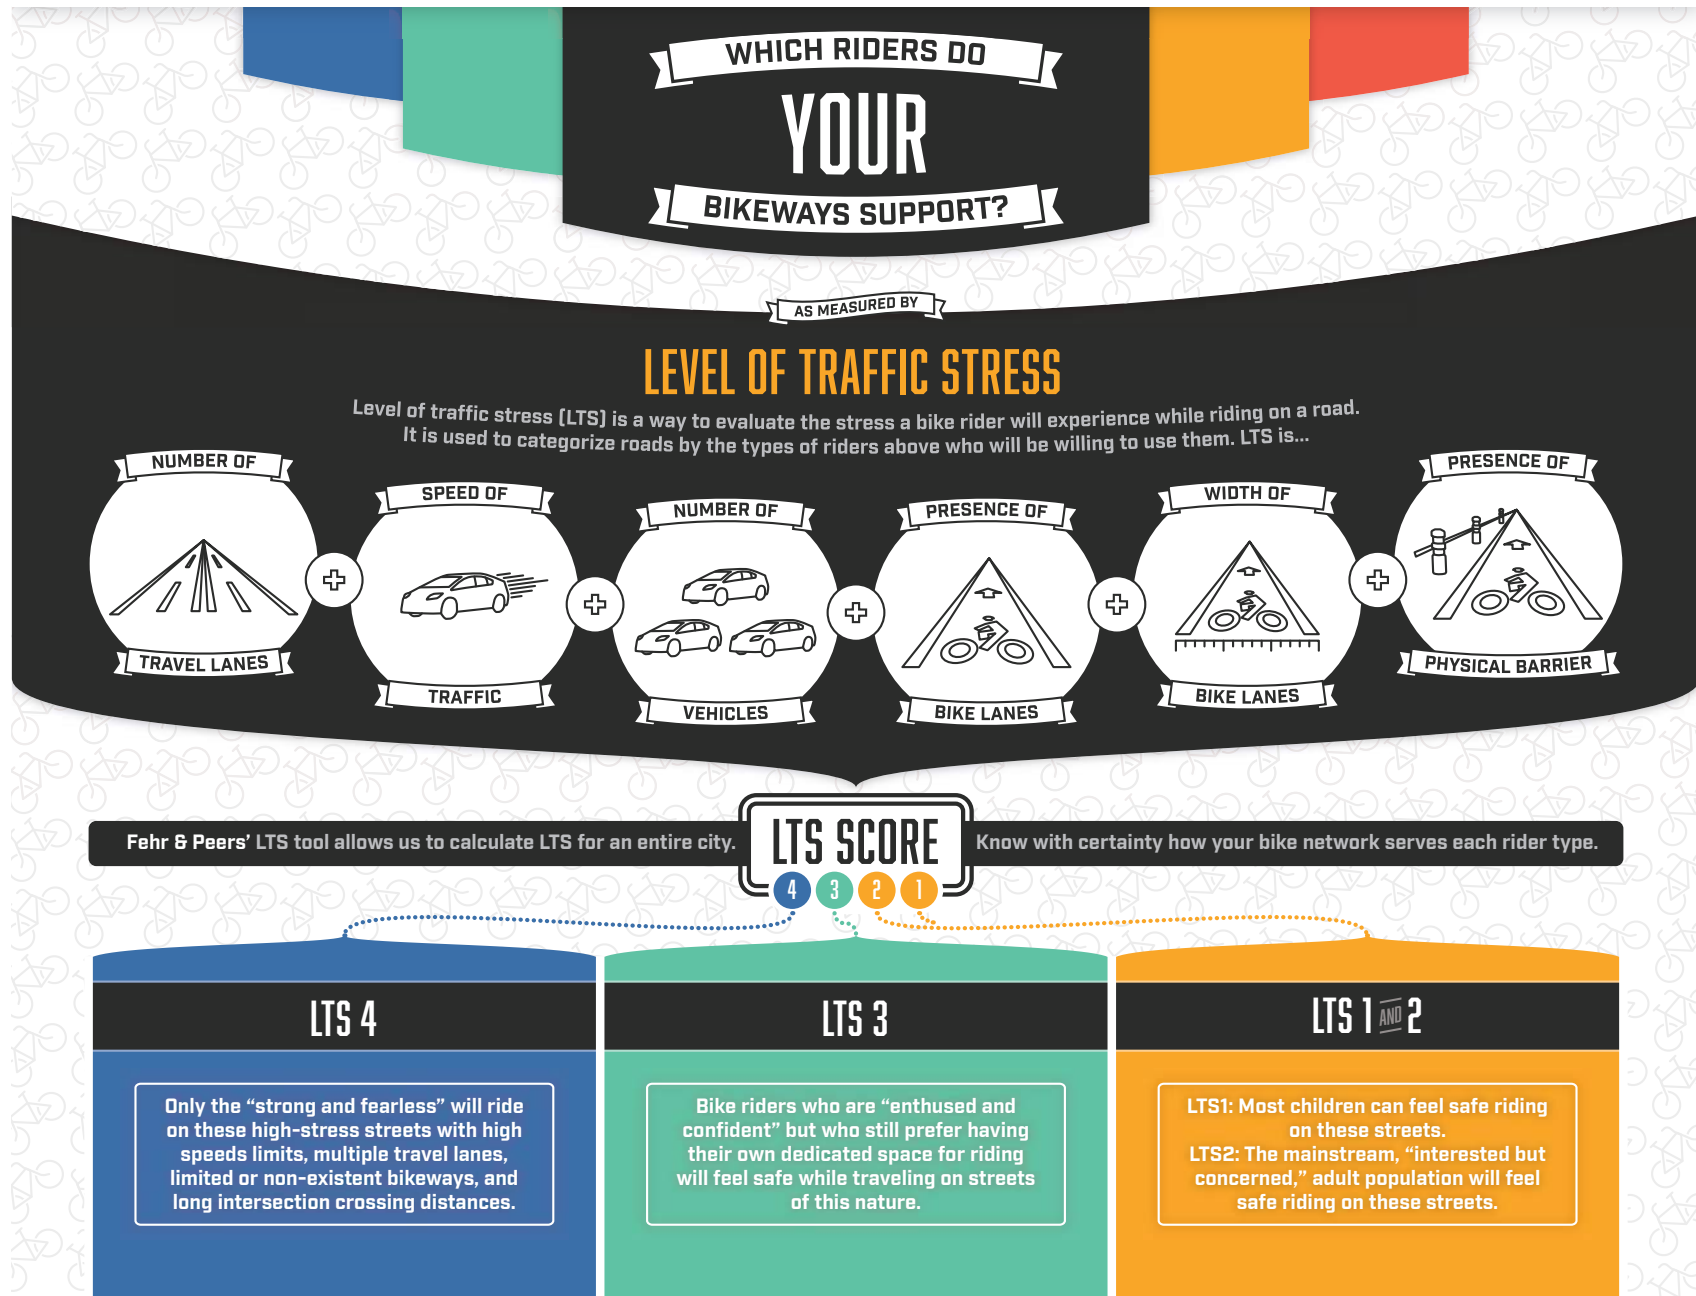 WHICH RIDERS DO
YOUR
BIKEWAYS SUPPORT?
AS MEASURED BY
LEVEL OF TRAFFIC STRESS
Level of traffic stress (LTS) is a way to evaluate the stress a bike rider will experience while riding on a road.
It is used to categorize roads by the types of riders above who will be willing to use them. LTS is...
NUMBER OF
TRAVEL LANES
SPEED OF
TRAFFIC
NUMBER OF
VEHICLES
PRESENCE OF
BIKE LANES
WIDTH OF
BIKE LANES
PRESENCE OF
PHYSICAL BARRIER
Fehr & Peers' LTS tool allows us to calculate LTS for an entire city.
LTS SCORE
4 3 2 1
Know with certainty how your bike network serves each rider type.
LTS 4
Only the “strong and fearless” will ride
on these high-stress streets with high
speeds limits, multiple travel lanes,
limited or non-existent bikeways, and
long intersection crossing distances.
LTS 3
Bike riders who are “enthused and
confident” but who still prefer having
their own dedicated space for riding
will feel safe while traveling on streets
of this nature.
LTS 1 AND 2
LTS1: Most children can feel safe riding
on these streets.
LTS2: The mainstream, “interested but
concerned,” adult population will feel
safe riding on these streets.